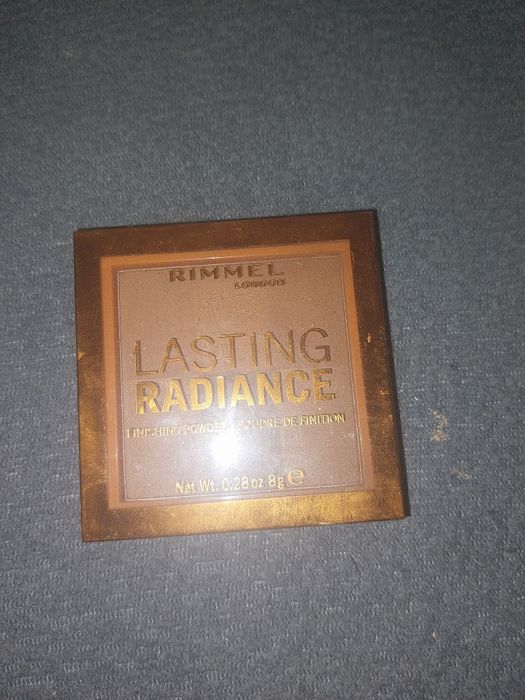 RIMMEL
LONDON
LASTING
RADIANCE
FINISHING POWDER POUDRE DE FINITION
Net Wt. 0.28 oz 8g ℮